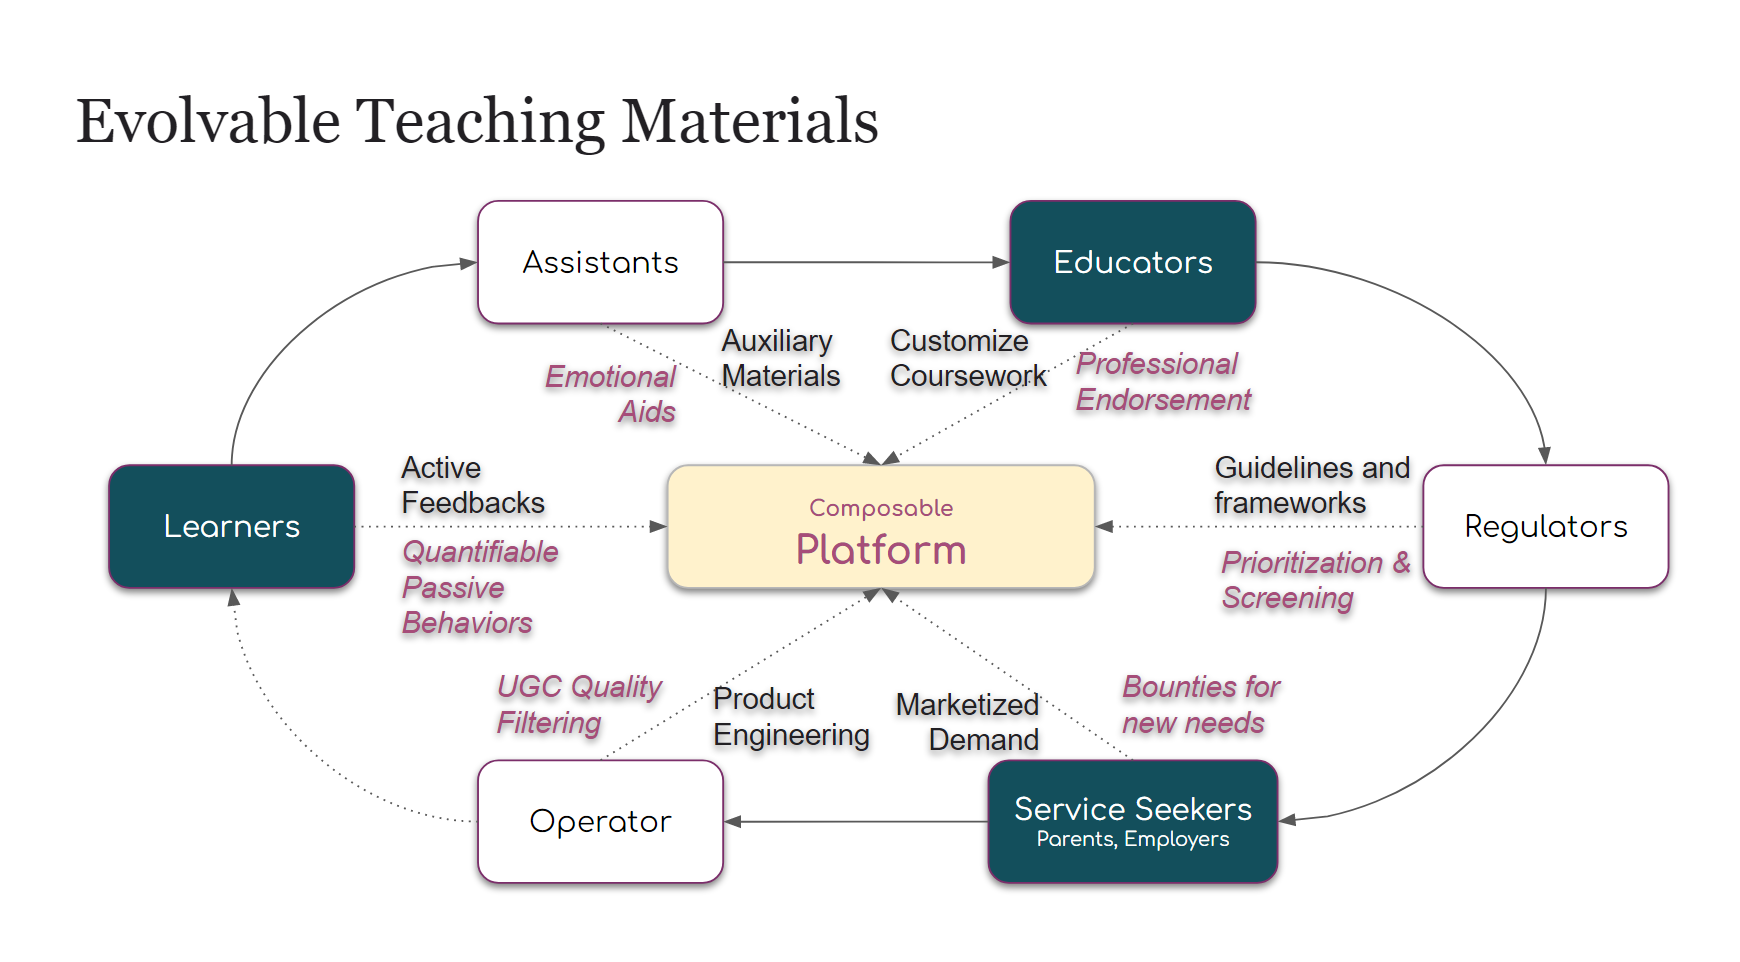 Evolvable Teaching Materials
Assistants
Educators
Auxiliary
Materials
Customize
Coursework
Emotional
Aids
Professional
Endorsement
Learners
Active
Feedbacks
Quantifiable
Passive
Behaviors
Composable
Platform
Guidelines and
frameworks
Prioritization &
Screening
Regulators
UGC Quality
Filtering
Product
Engineering
Marketized
Demand
Bounties for
new needs
Operator
Service Seekers
Parents, Employers